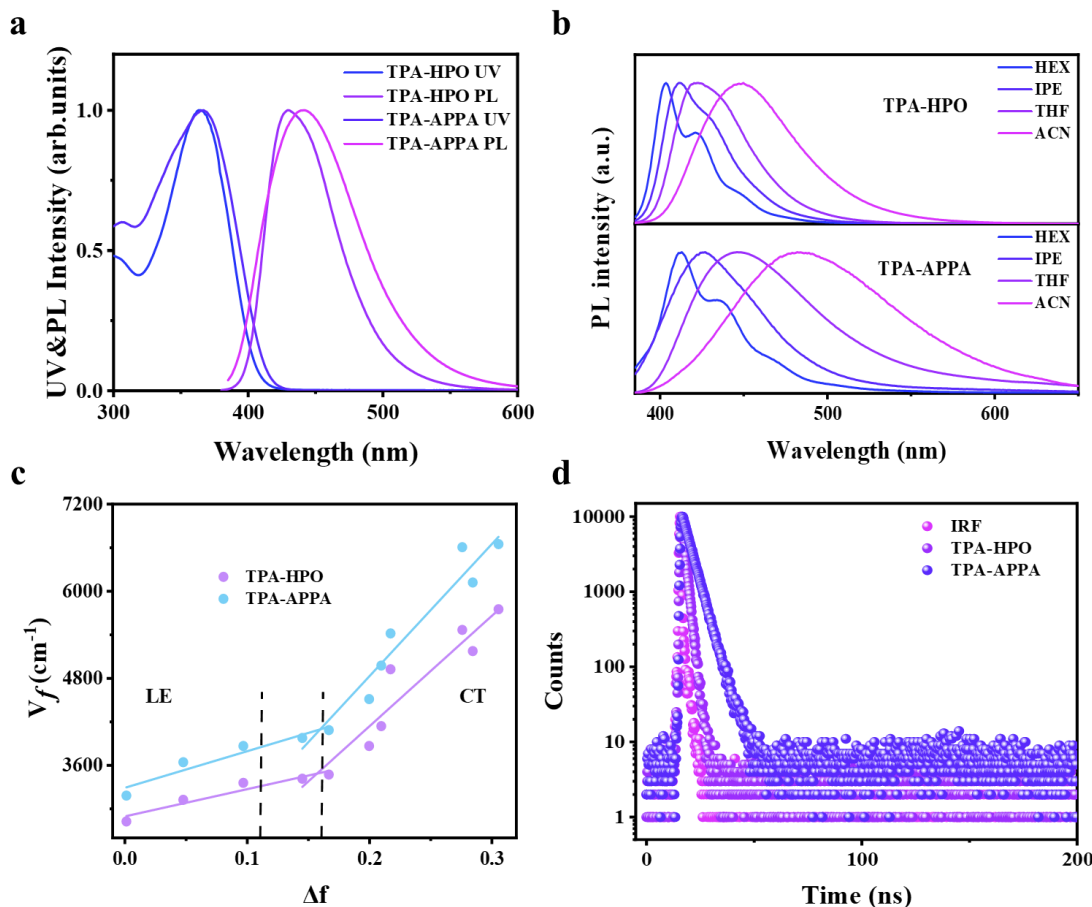 a
UV&PL Intensity (arb.units)
1.0
0.5
0.0
300
400
500
600
Wavelength (nm)
TPA-HPO UV
TPA-HPO PL
TPA-APPA UV
TPA-APPA PL
b
PL intensity (a.u.)
TPA-HPO
HEX
IPE
THF
ACN
TPA-APPA
HEX
IPE
THF
ACN
400
500
600
Wavelength (nm)
c
Vf (cm-1)
7200
6000
4800
3600
TPA-HPO
TPA-APPA
LE
CT
0.0
0.1
0.2
0.3
Δf
d
Counts
10000
1000
100
10
1
IRF
TPA-HPO
TPA-APPA
0
100
200
Time (ns)